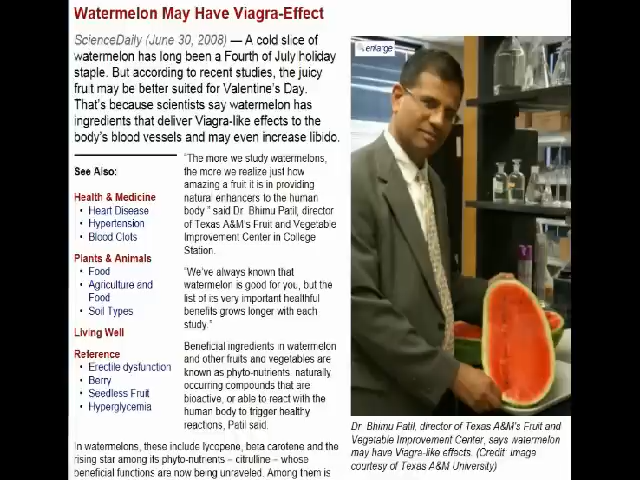 Watermelon May Have Viagra-Effect
ScienceDaily (June 30, 2008) — A cold slice of
watermelon has long been a Fourth of July holiday
staple. But according to recent studies, the juicy
fruit may be better suited for Valentine's Day.
That's because scientists say watermelon has
ingredients that deliver Viagra-like effects to the
body's blood vessels and may even increase libido.
See Also:
Health & Medicine
• Heart Disease
• Hypertension
• Blood Clots
Plants & Animals
• Food
• Agriculture and
Food
• Soil Types
Living Well
Reference
• Erectile dysfunction
• Berry
• Seedless Fruit
• Hyperglycemia
"The more we study watermelons,
the more we realize just how
amazing a fruit it is in providing
natural enhancers to the human
body," said Dr. Bhimu Patil, director
of Texas A&M's Fruit and Vegetable
Improvement Center in College
Station.
"We've always known that
watermelon is good for you, but the
list of its very important healthful
benefits grows longer with each
study."
Beneficial ingredients in watermelon
and other fruits and vegetables are
known as phyto-nutrients, naturally
occurring compounds that are
bioactive, or able to react with the
human body to trigger healthy
reactions, Patil said.
In watermelons, these include lycopene, beta carotene and the
rising star among its phyto-nutrients – citrulline – whose
beneficial functions are now being unraveled. Among them is
enlarge
Dr. Bhimu Patil, director of Texas A&M's Fruit and
Vegetable Improvement Center, says watermelon
may have Viagra-like effects. (Credit: Image
courtesy of Texas A&M University)